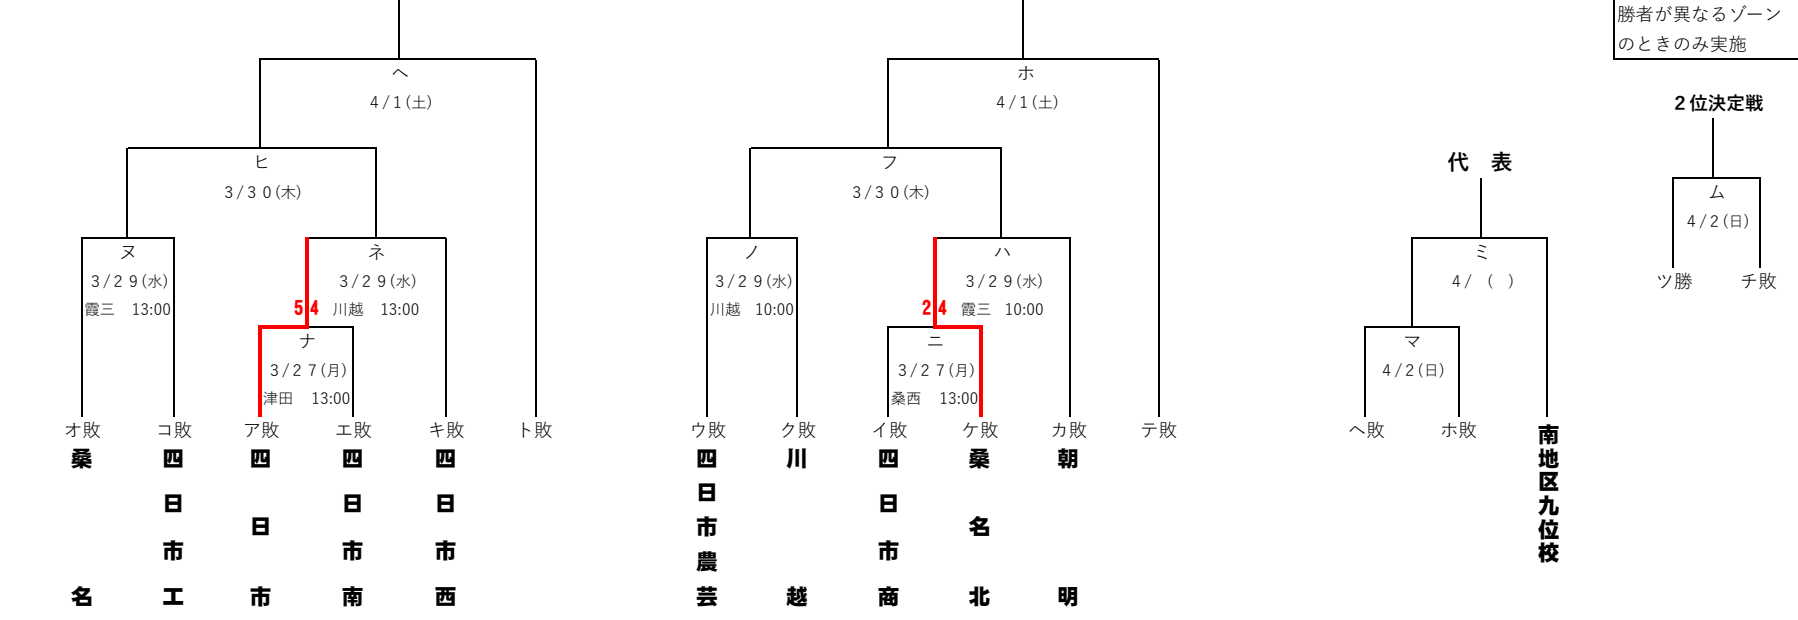 勝者が異なるゾーン
のときのみ実施
ヘ
4/1(土)
ホ
4/1(土)
２位決定戦
ヒ
3/３０(木)
フ
3/３０(木)
代　表
ム
4/2(日)
ツ勝
チ敗
ヌ
3/２９(水)
霞三　13:00
ネ
3/２９(水)
5 4
川越　13:00
ノ
3/２９(水)
川越　10:00
ハ
3/２９(水)
2 4
霞三　10:00
ミ
4/　(　)
ナ
3/２７(月)
津田　13:00
ニ
3/２７(月)
桑西　13:00
マ
4/2(日)
オ敗
コ敗
ア敗
エ敗
キ敗
ト敗
ウ敗
ク敗
イ敗
ケ敗
カ敗
テ敗
ヘ敗
ホ敗
桑名
四日市工
四日市
四日市南
四日市西
四日市農芸
川越
四日市商
桑名北
朝明
南地区九位校